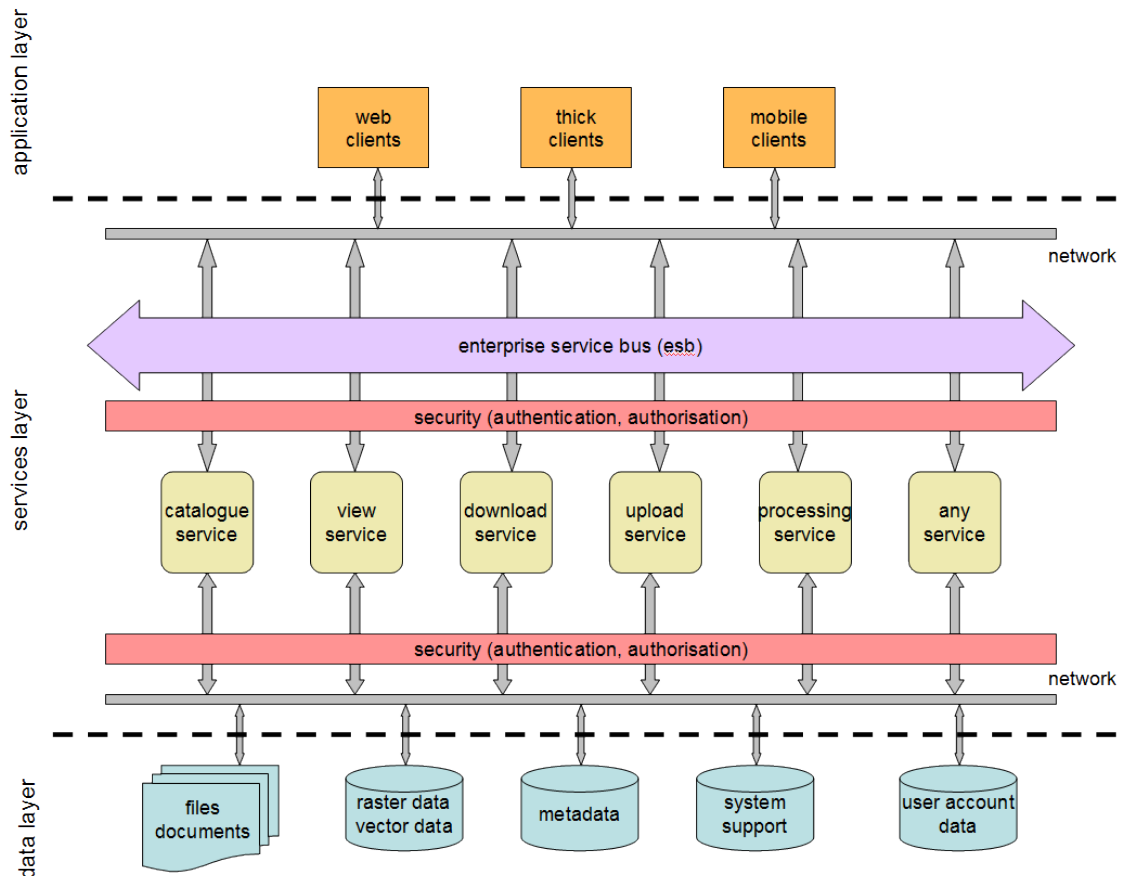 application layer
web
clients
thick
clients
mobile
clients
network
enterprise service bus (esb)
security (authentication, authorisation)
services layer
catalogue
service
view
service
download
service
upload
service
processing
service
any
service
security (authentication, authorisation)
network
data layer
files
documents
raster data
vector data
metadata
system
support
user account
data